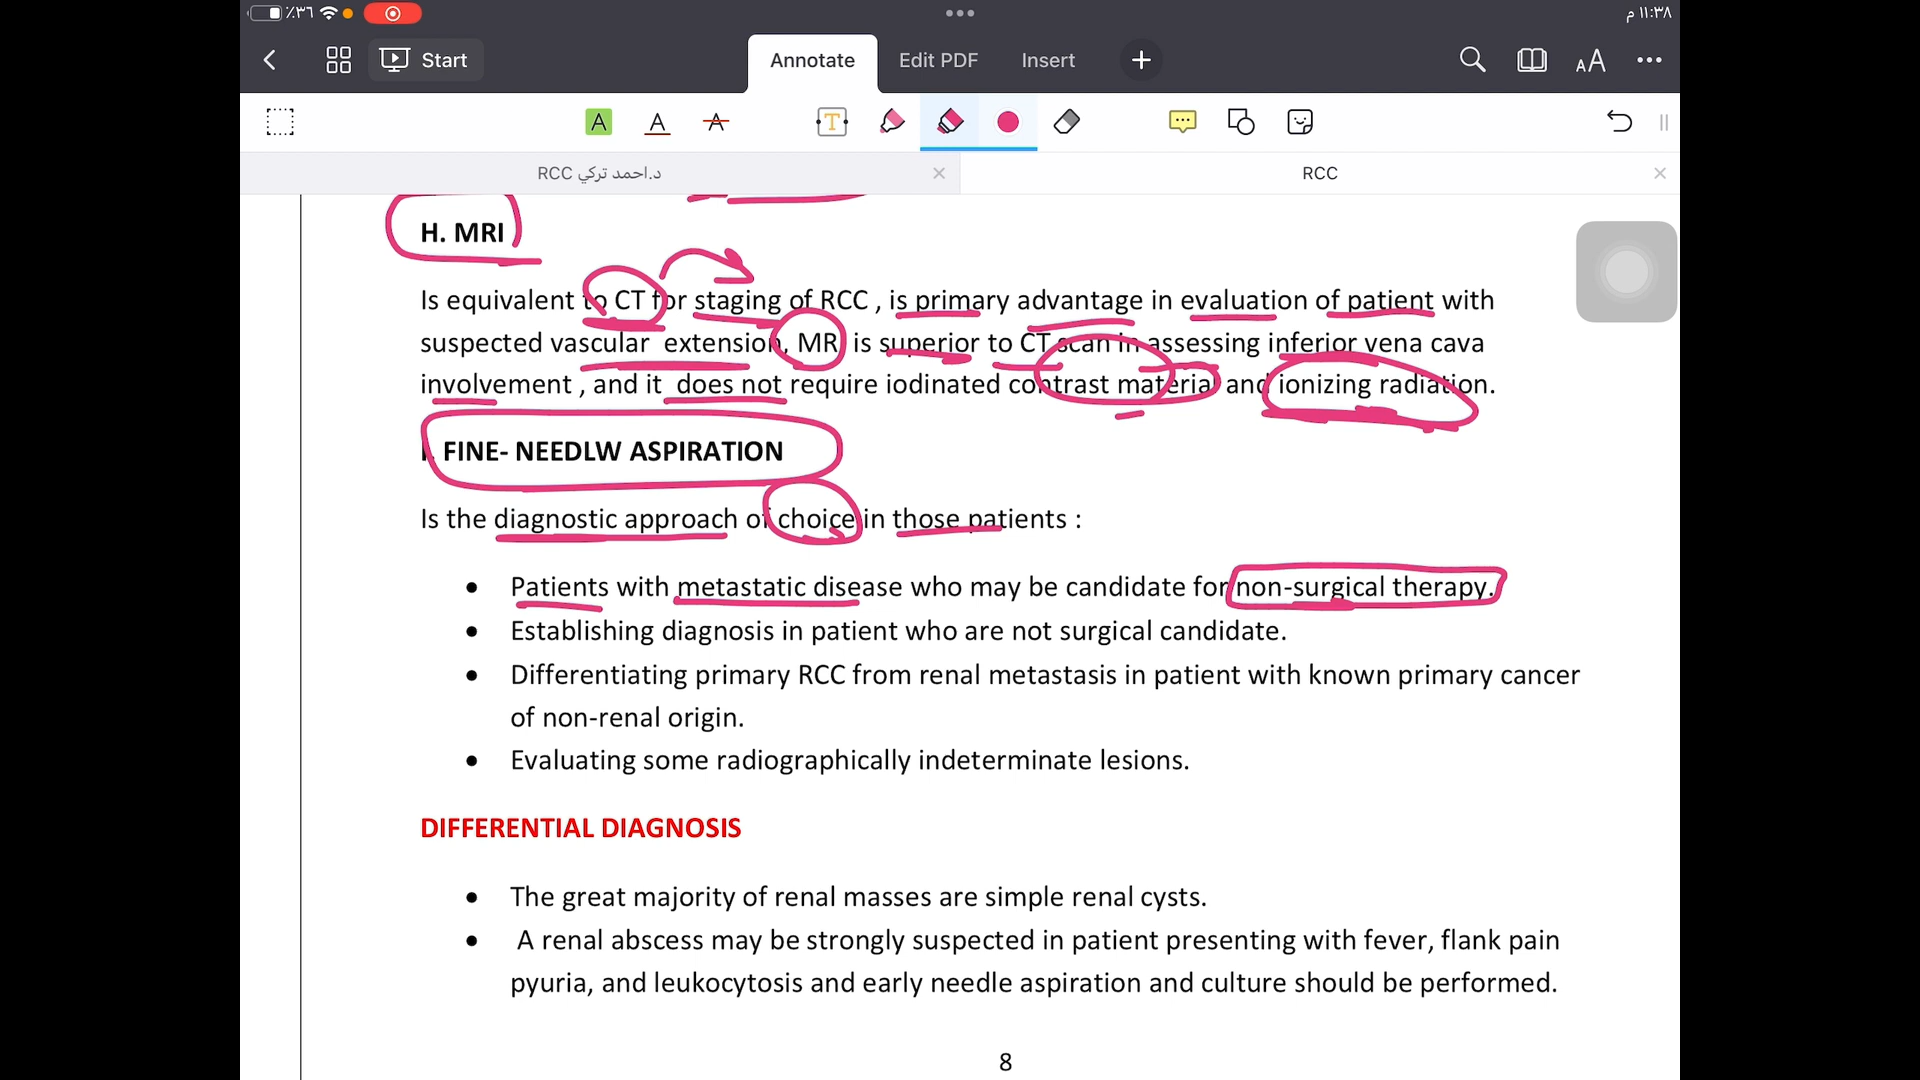 ٪٣٦
١١:٣٨ م
Start
Annotate
Edit PDF
Insert
AA
A
A
A
T
RCC د.احمد تركي
RCC
H. MRI
Is equivalent to CT for staging of RCC , is primary advantage in evaluation of patient with
suspected vascular extension, MRI is superior to CT scan in assessing inferior vena cava
involvement , and it does not require iodinated contrast material and ionizing radiation.
I. FINE- NEEDLW ASPIRATION
Is the diagnostic approach of choice in those patients :
• Patients with metastatic disease who may be candidate for non-surgical therapy.
• Establishing diagnosis in patient who are not surgical candidate.
• Differentiating primary RCC from renal metastasis in patient with known primary cancer
of non-renal origin.
• Evaluating some radiographically indeterminate lesions.
DIFFERENTIAL DIAGNOSIS
• The great majority of renal masses are simple renal cysts.
• A renal abscess may be strongly suspected in patient presenting with fever, flank pain
pyuria, and leukocytosis and early needle aspiration and culture should be performed.
8